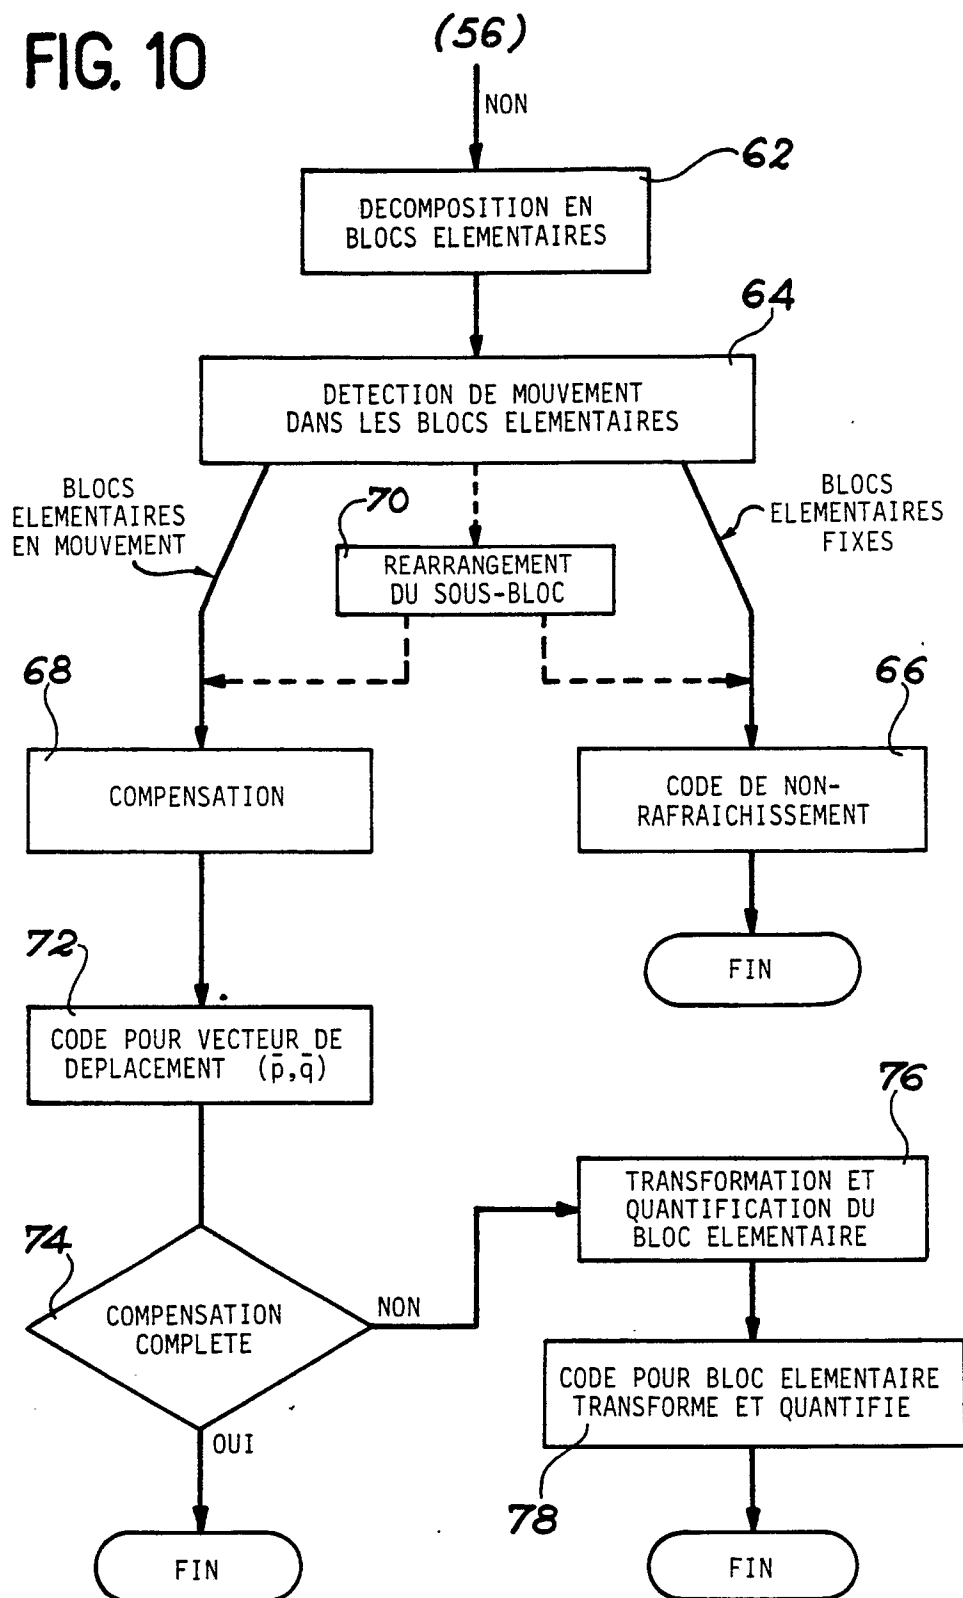 FIG. 10
(56)
NON
62
DECOMPOSITION EN
BLOCS ELEMENTAIRES
64
DETECTION DE MOUVEMENT
DANS LES BLOCS ELEMENTAIRES
BLOCS
ELEMENTAIRES
EN MOUVEMENT
70
REARRANGEMENT
DU SOUS-BLOC
BLOCS
ELEMENTAIRES
FIXES
68
COMPENSATION
66
CODE DE NON-
RAFRAICHISSEMENT
FIN
72
CODE POUR VECTEUR DE
DEPLACEMENT (p̄,q̄)
74
COMPENSATION
COMPLETE
NON
OUI
FIN
76
TRANSFORMATION ET
QUANTIFICATION DU
BLOC ELEMENTAIRE
CODE POUR BLOC ELEMENTAIRE
TRANSFORME ET QUANTIFIE
78
FIN